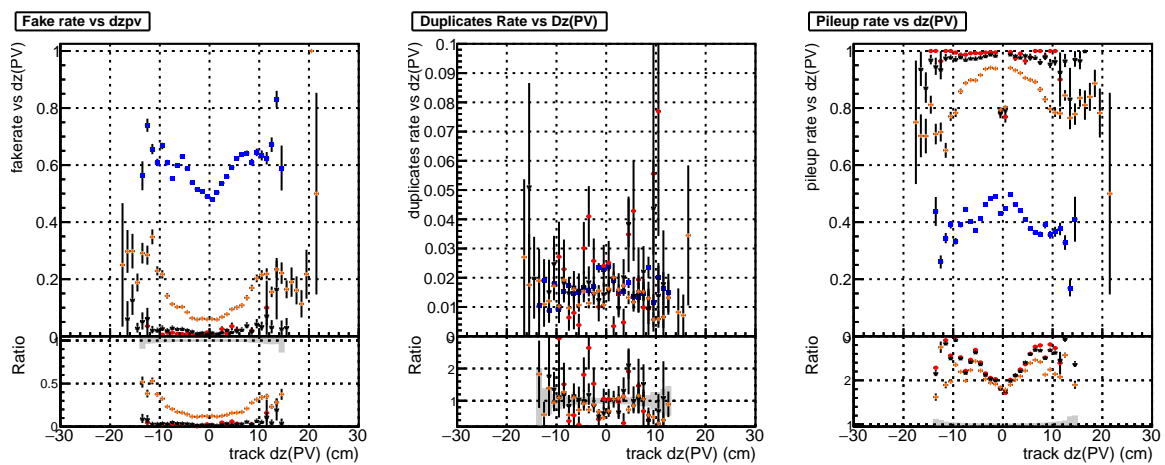 Fake rate vs dzpv
fakerate vs dz(PV)
1
0.8
0.6
0.4
0.2
0
Ratio
1
0.5
0
−30 −20 −10 0 10 20 30
track dz(PV) (cm)
Duplicates Rate vs Dz(PV)
duplicates rate vs dz(PV)
0.1
0.09
0.08
0.07
0.06
0.05
0.04
0.03
0.02
0.01
0
Ratio
2
1
−30 −20 −10 0 10 20 30
track dz(PV) (cm)
Pileup rate vs dz(PV)
pileup rate vs dz(PV)
1
0.8
0.6
0.4
0.2
0
Ratio
2
1
−30 −20 −10 0 10 20 30
track dz(PV) (cm)